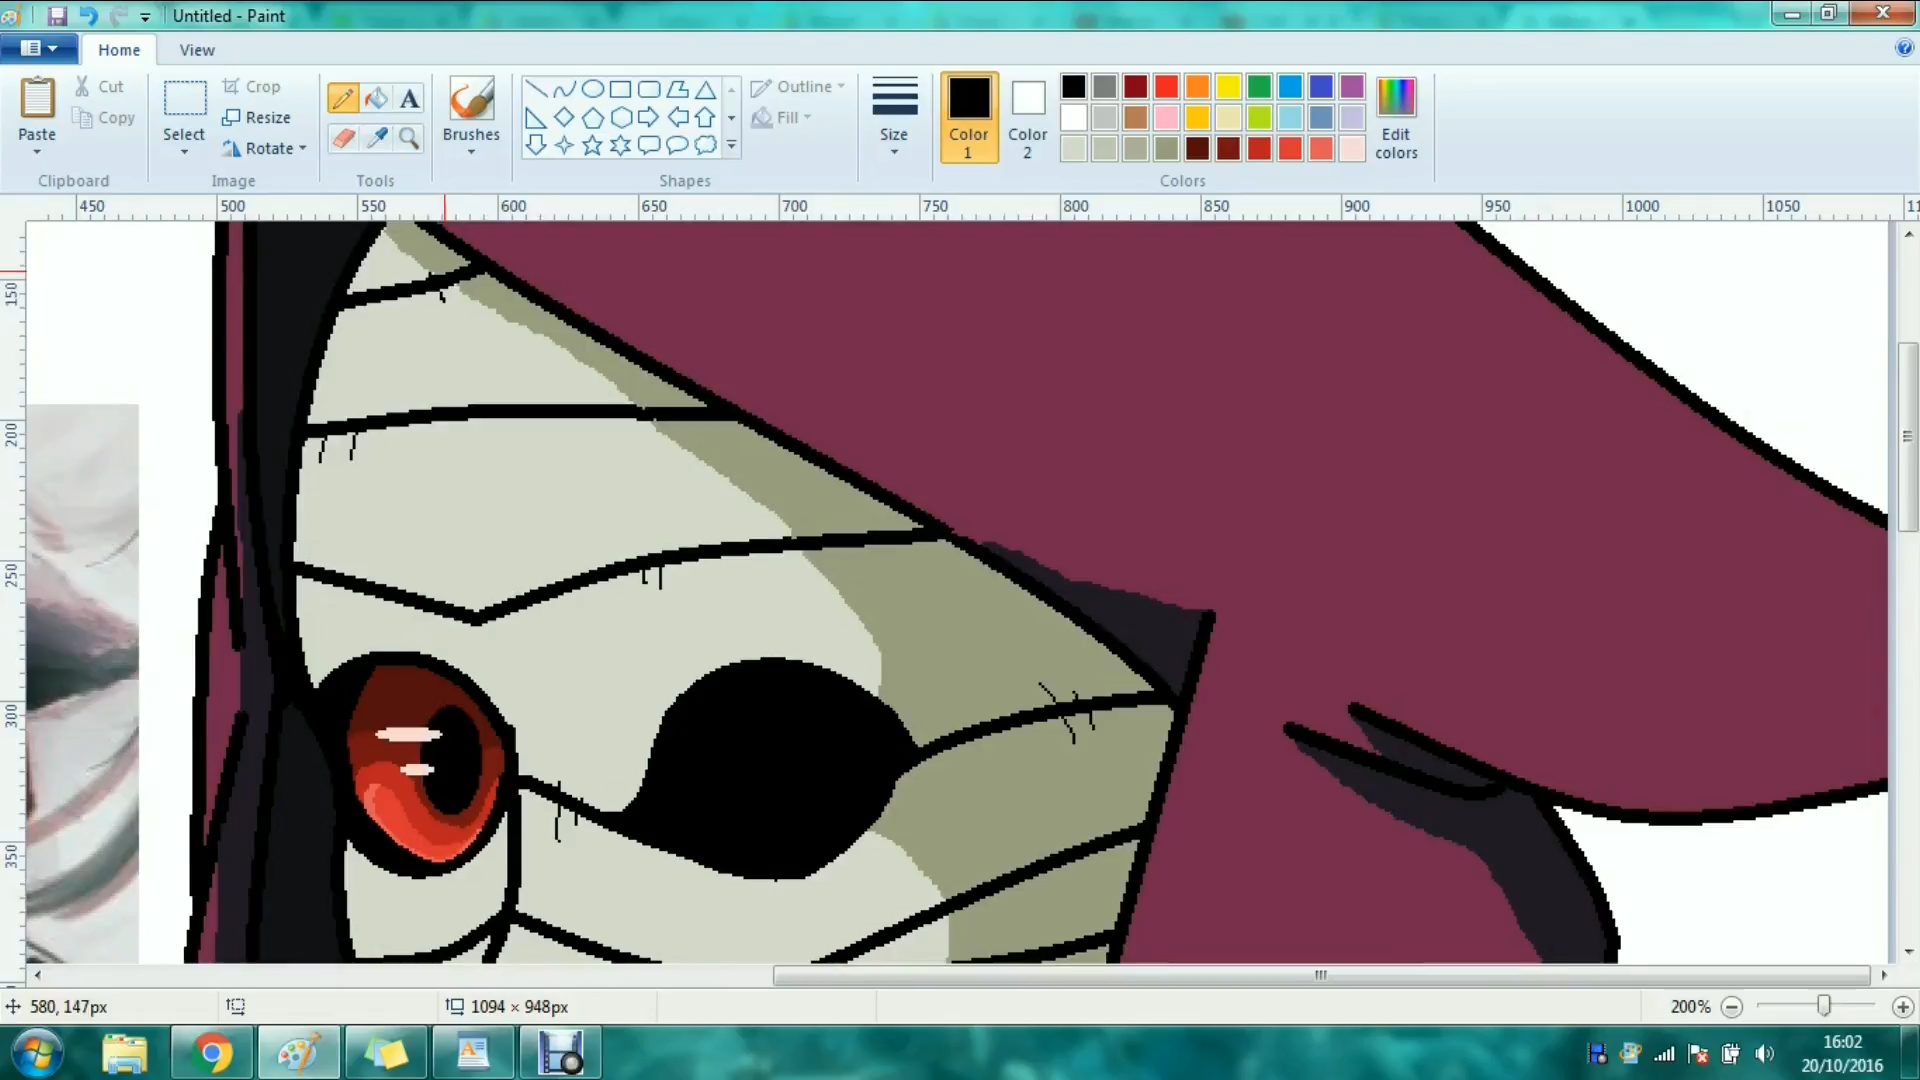 Untitled - Paint
Home View
Paste
Cut
Copy
Clipboard
Select
Crop
Resize
Rotate
Image
A
Tools
Brushes
Shapes
Outline
Fill
Size
Color 1
Color 2
Edit colors
Colors
450 500 550 600 650 700 750 800 850 900 950 1000 1050
150
200
250
300
350
580, 147px
1094 × 948px
200%
16:02
20/10/2016